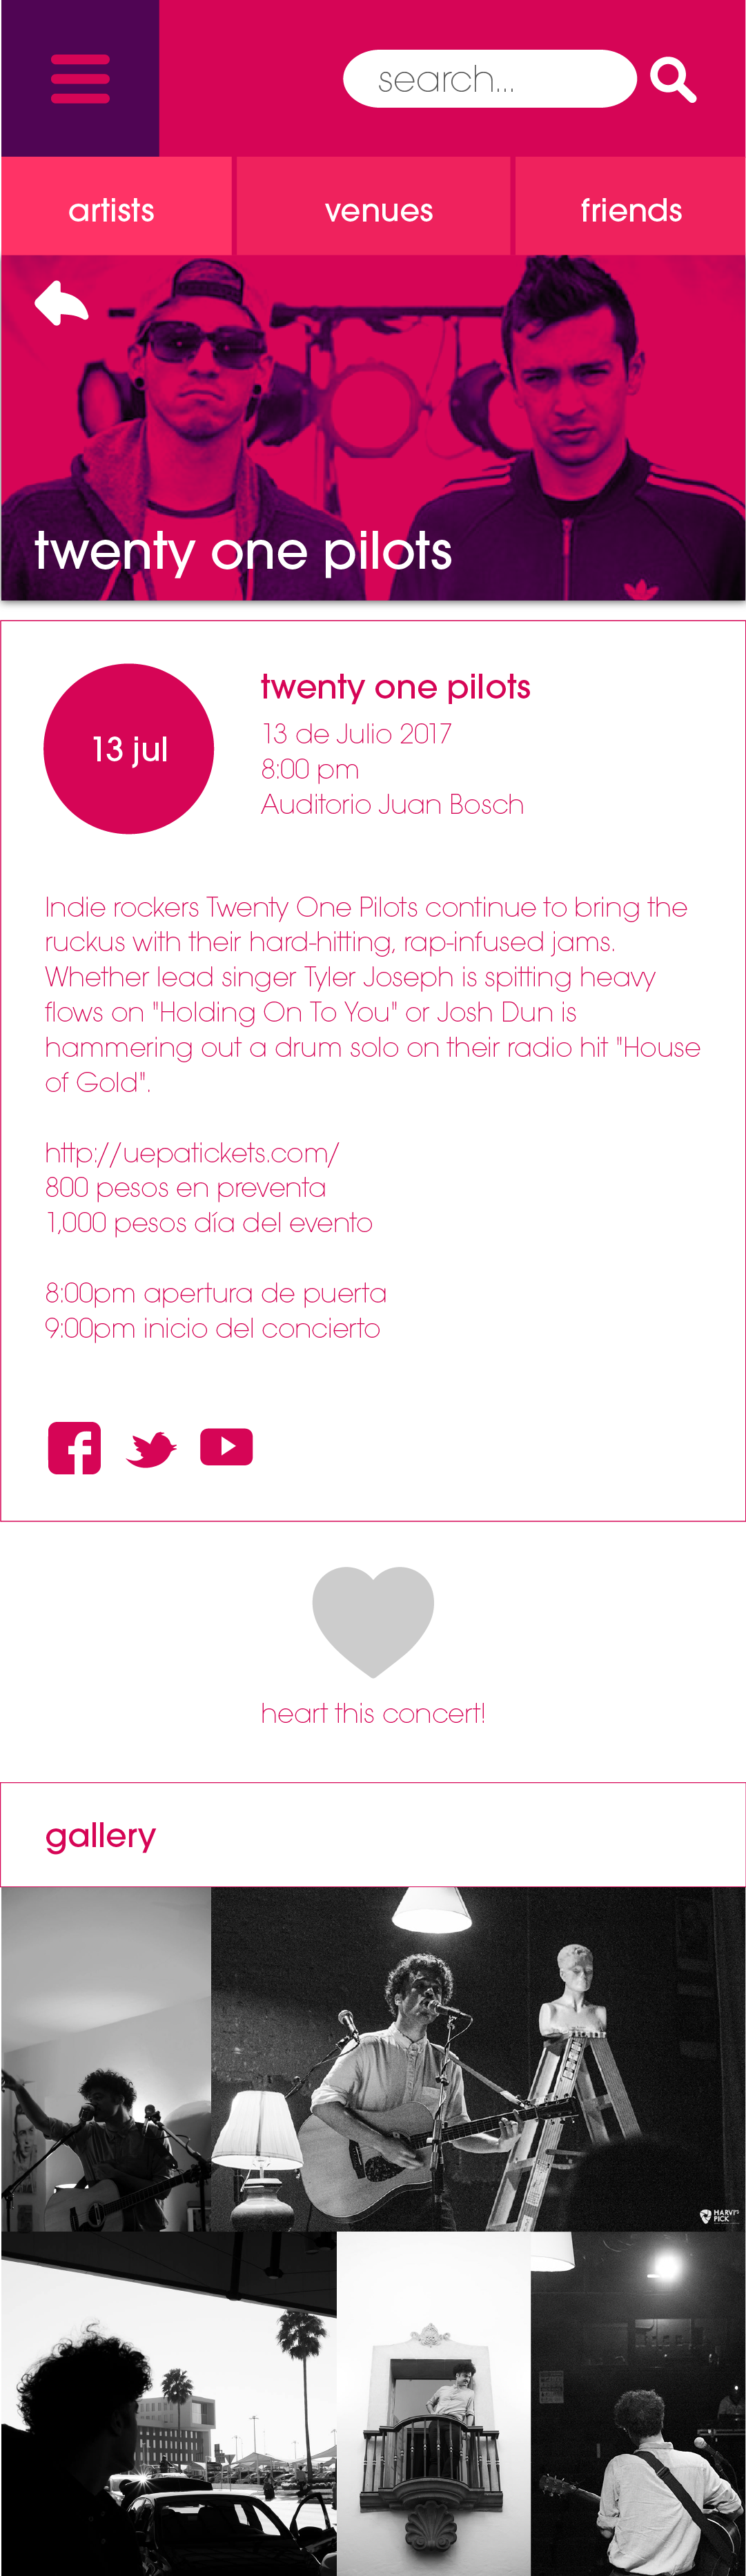 search...
artists
venues
friends
twenty one pilots
13 jul
twenty one pilots
13 de Julio 2017
8:00 pm
Auditorio Juan Bosch
Indie rockers Twenty One Pilots continue to bring the
ruckus with their hard-hitting, rap-infused jams.
Whether lead singer Tyler Joseph is spitting heavy
flows on "Holding On To You" or Josh Dun is
hammering out a drum solo on their radio hit "House
of Gold".
http://uepatickets.com/
800 pesos en preventa
1,000 pesos día del evento
8:00pm apertura de puerta
9:00pm inicio del concierto
heart this concert!
gallery
HARVY'S
PICK